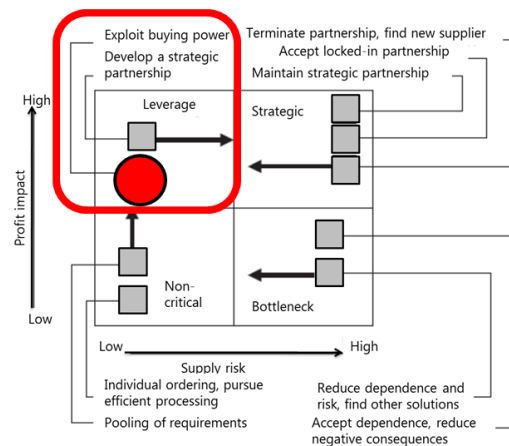 Exploit buying power
Develop a strategic
partnership
Terminate partnership, find new supplier
Accept locked-in partnership
Maintain strategic partnership
High
Leverage
Strategic
Profit impact
Non-
critical
Bottleneck
Low
Low
High
Supply risk
Individual ordering, pursue
efficient processing
Pooling of requirements
Reduce dependence and
risk, find other solutions
Accept dependence, reduce
negative consequences